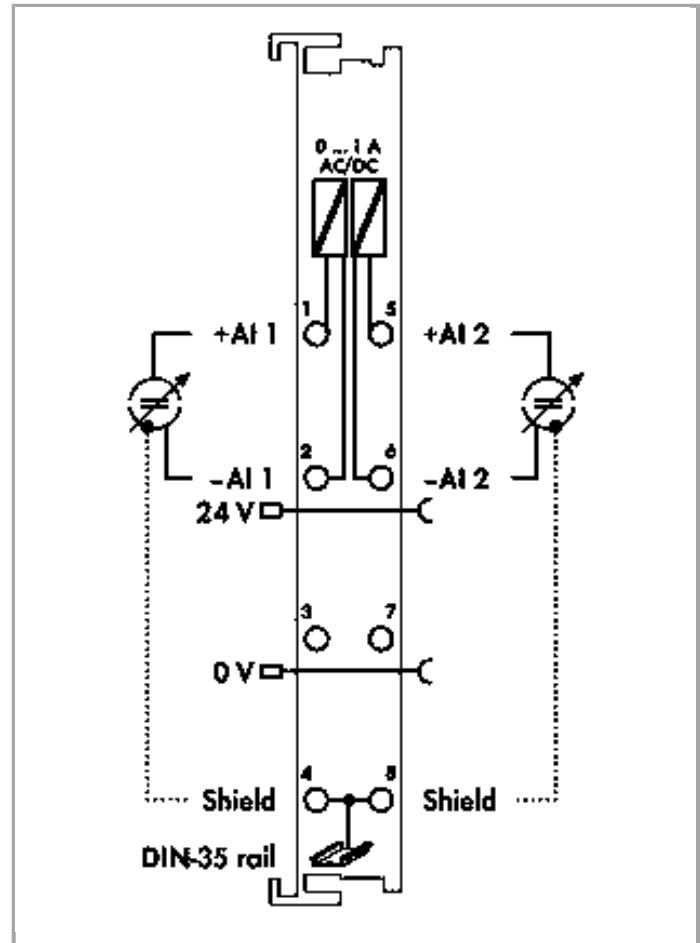 0 ... 1 A
AC/DC
1 5
+AI 1 +AI 2
2 6
–AI 1 –AI 2
24 V
3 7
0 V
4 8
Shield Shield
DIN-35 rail